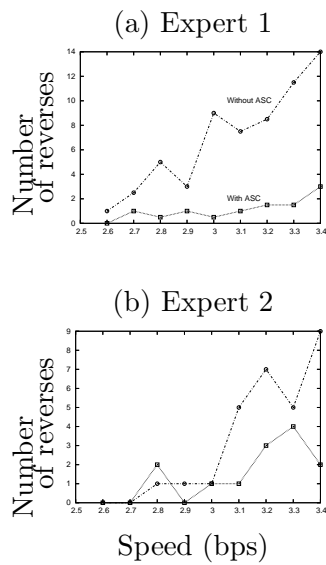 (a) Expert 1
Number
of reverses
14
12
10
8
6
4
2
0
Without ASC
With ASC
2.5 2.6 2.7 2.8 2.9 3 3.1 3.2 3.3 3.4
(b) Expert 2
Number
of reverses
9
8
7
6
5
4
3
2
1
0
2.5 2.6 2.7 2.8 2.9 3 3.1 3.2 3.3 3.4
Speed (bps)